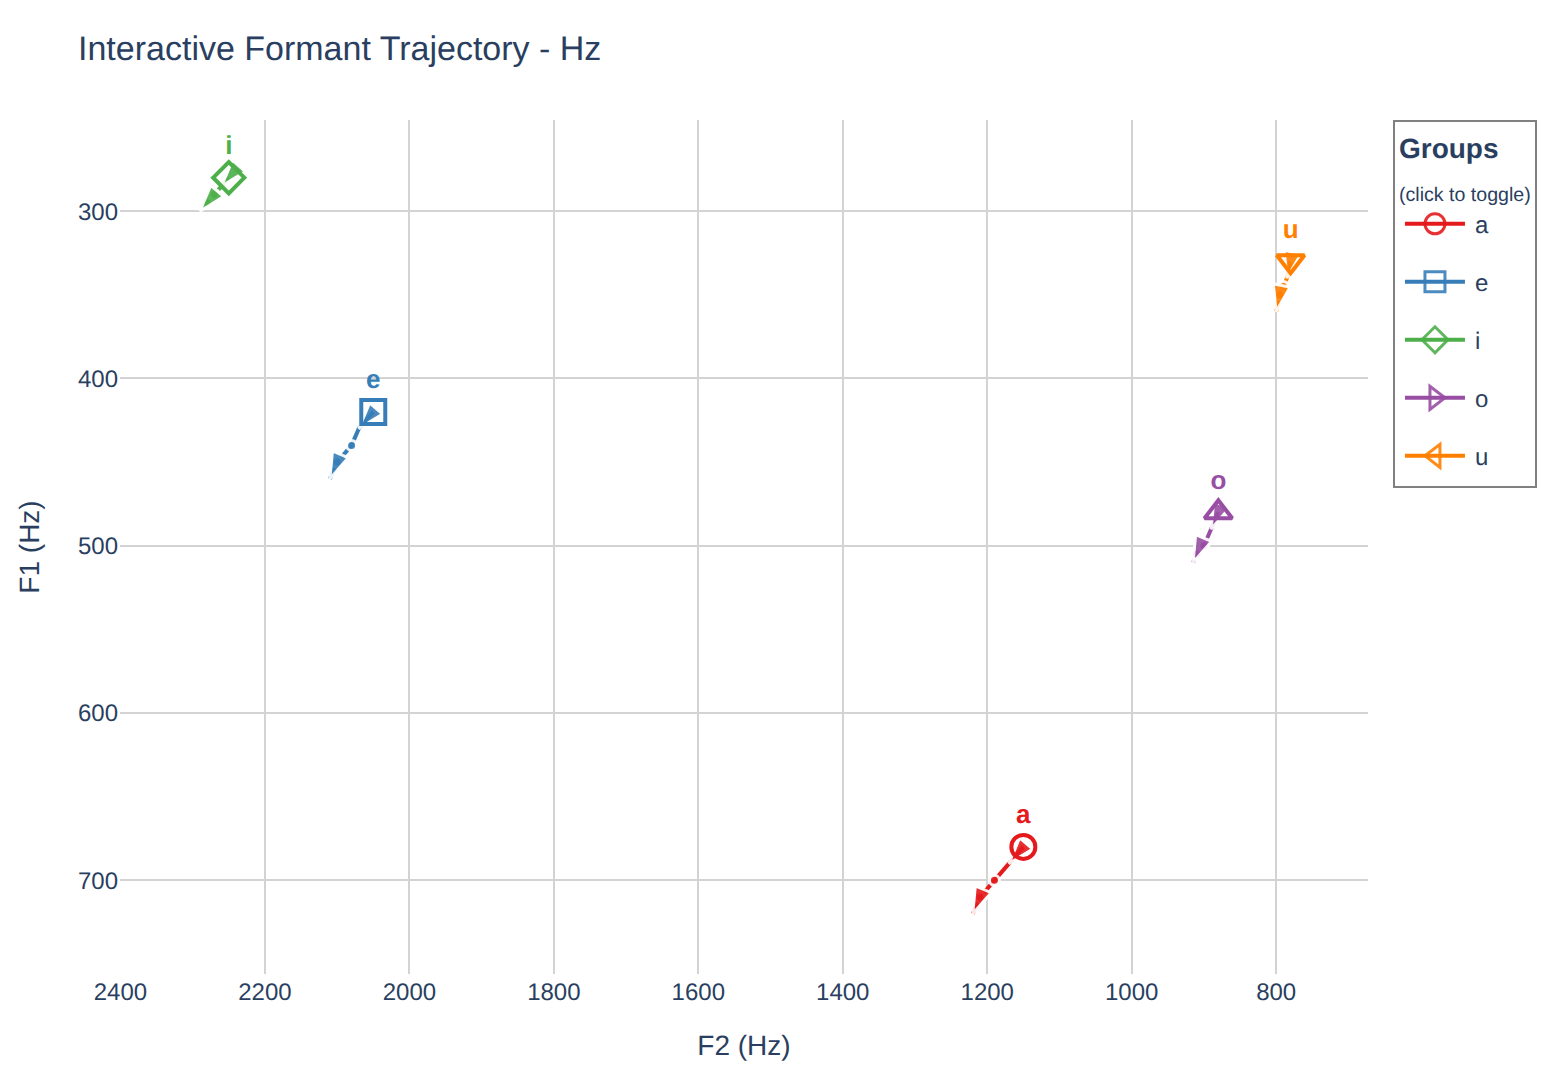 Interactive Formant Trajectory - Hz
i
u
e
o
a
300
400
500
600
700
F1 (Hz)
2400 2200 2000 1800 1600 1400 1200 1000 800
F2 (Hz)
Groups
(click to toggle)
a
e
i
o
u